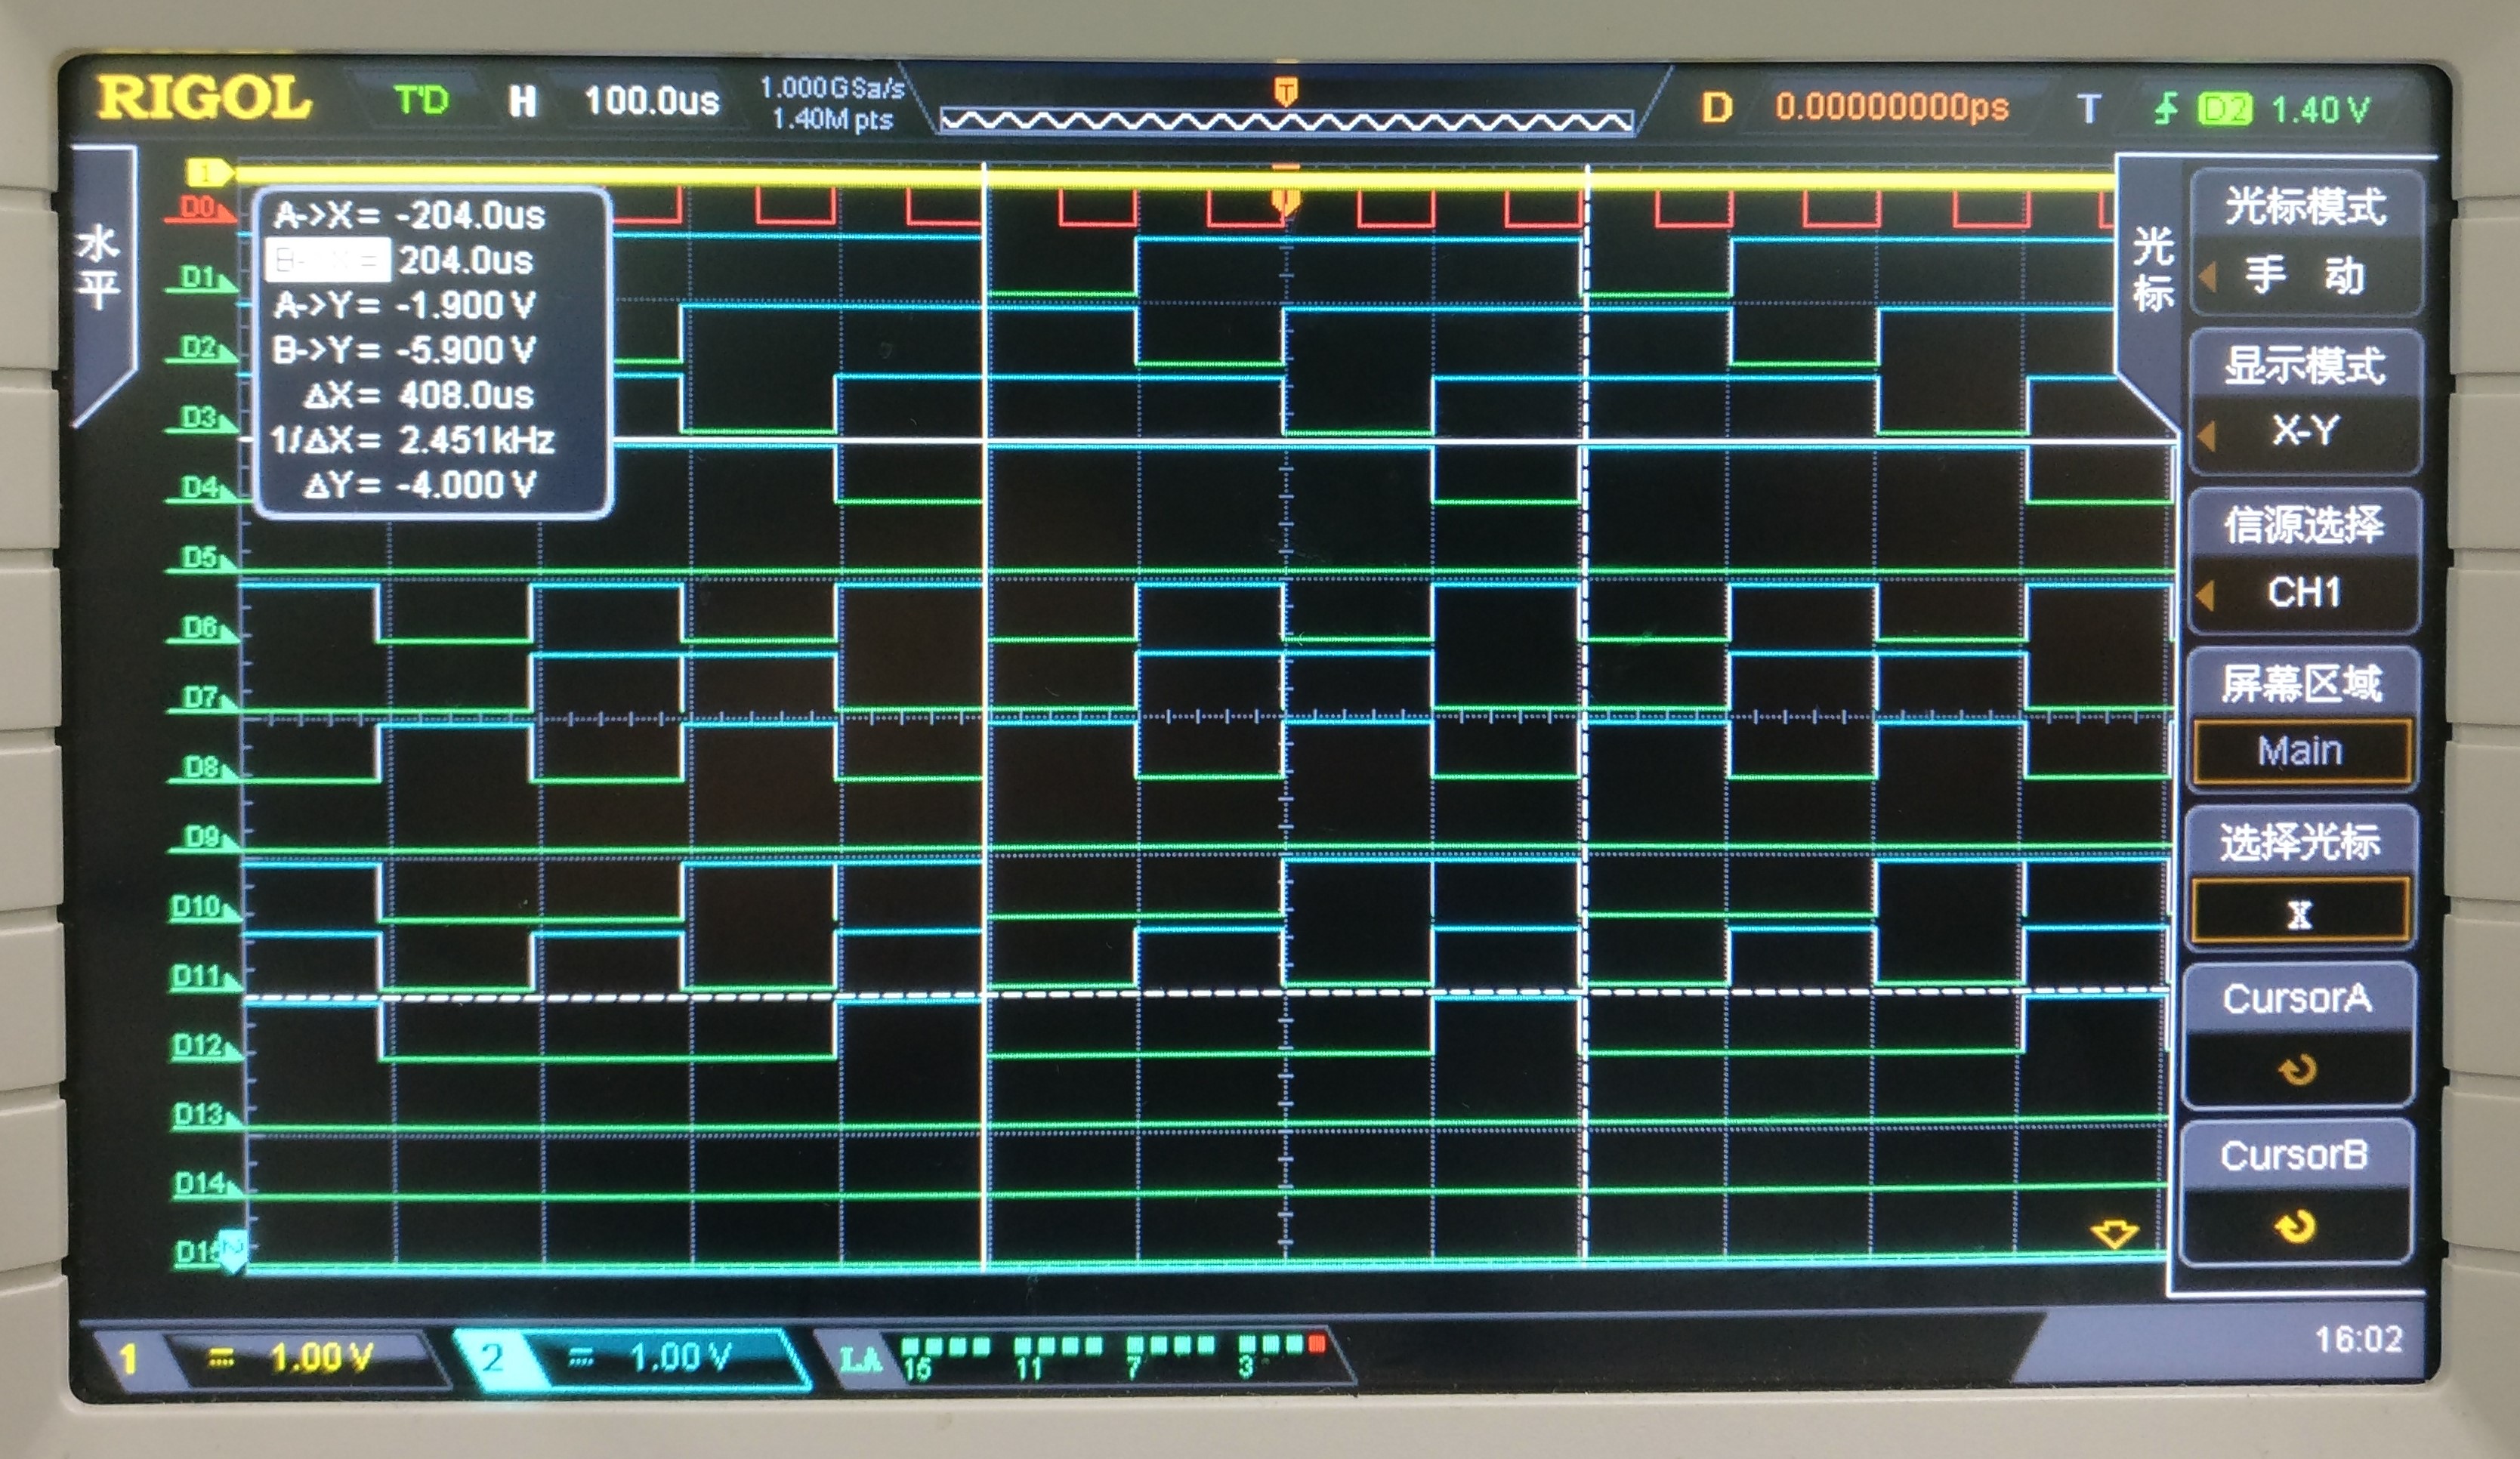 RIGOL T'D H 100.0us 1.000GSa/s 1.40M pts T D 0.00000000ps T D2 1.40 V
水平
1
D0
D1
D2
D3
D4
D5
D6
D7
D8
D9
D10
D11
D12
D13
D14
A->X= -204.0us
204.0us
A->Y= -1.900 V
B->Y= -5.900 V
ΔX= 408.0us
1/ΔX= 2.451kHz
ΔY= -4.000 V
光标
光标模式
手 动
显示模式
X-Y
信源选择
CH1
屏幕区域
Main
选择光标
X
CursorA
CursorB
1 1.00 V 2 1.00 V LA 15 11 7 3 16:02